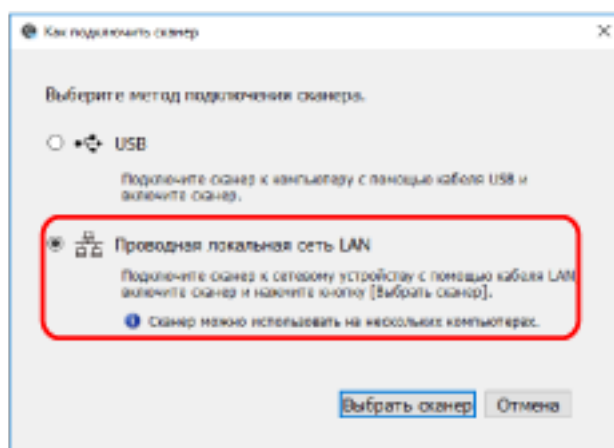 Как подключить сканер
Выберите метод подключения сканера.
USB
Подключите сканер к компьютеру с помощью кабеля USB и
включите сканер.
Проводная локальная сеть LAN
Подключите сканер к сетевому устройству с помощью кабеля LAN
включите сканер и нажмите кнопку [Выбрать сканер].
Сканер можно использовать на нескольких компьютерах.
Выбрать сканер Отмена